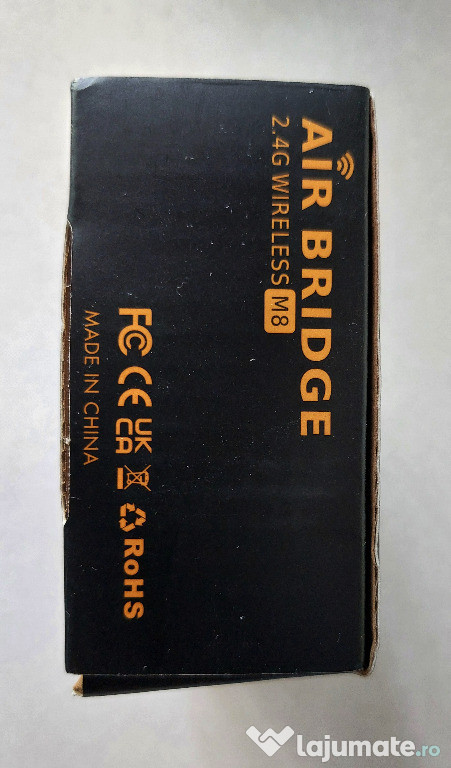 AIR BRIDGE
2.4G WIRELESS M8
FC CE UK CA RoHS
MADE IN CHINA
lajumate.ro